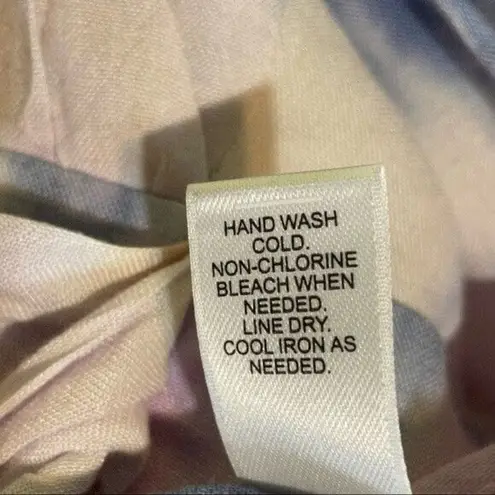 HAND WASH
COLD.
NON-CHLORINE
BLEACH WHEN
NEEDED.
LINE DRY.
COOL IRON AS
NEEDED.